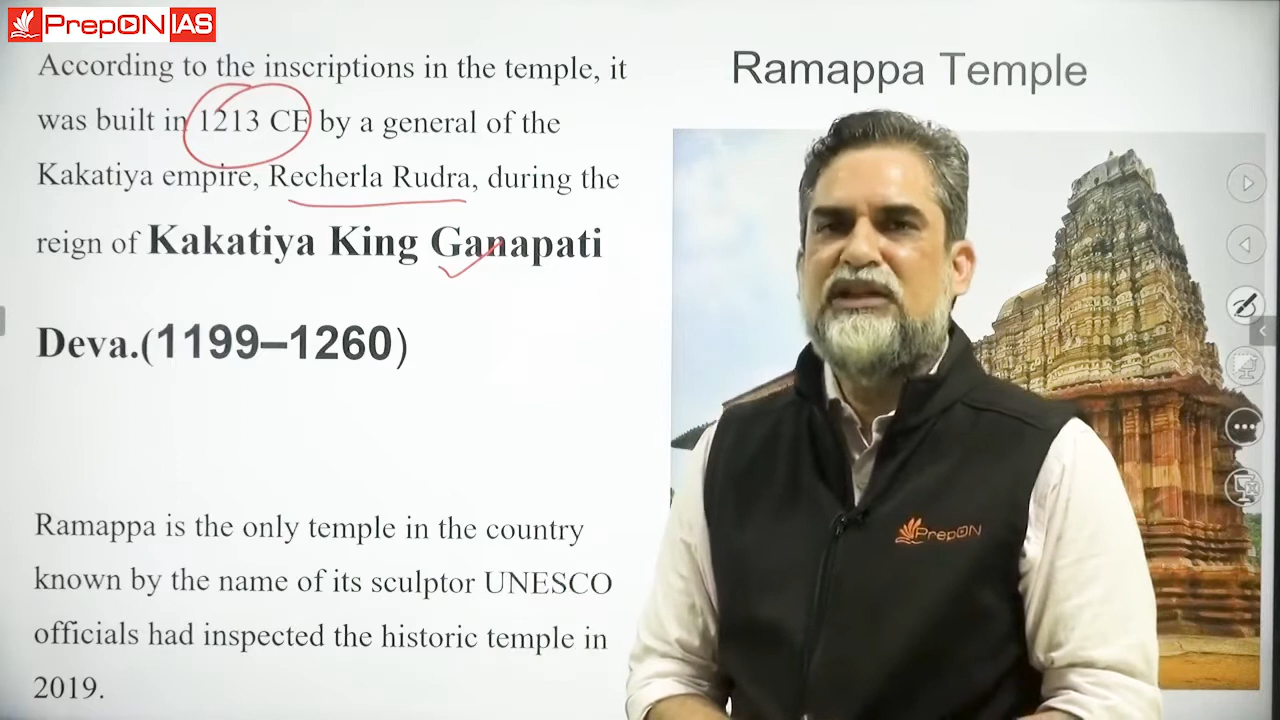 PrepON IAS
According to the inscriptions in the temple, it
was built in 1213 CE by a general of the
Kakatiya empire, Recherla Rudra, during the
reign of Kakatiya King Ganapati
Deva.(1199–1260)
Ramappa is the only temple in the country
known by the name of its sculptor UNESCO
officials had inspected the historic temple in
2019.
Ramappa Temple
PrepON